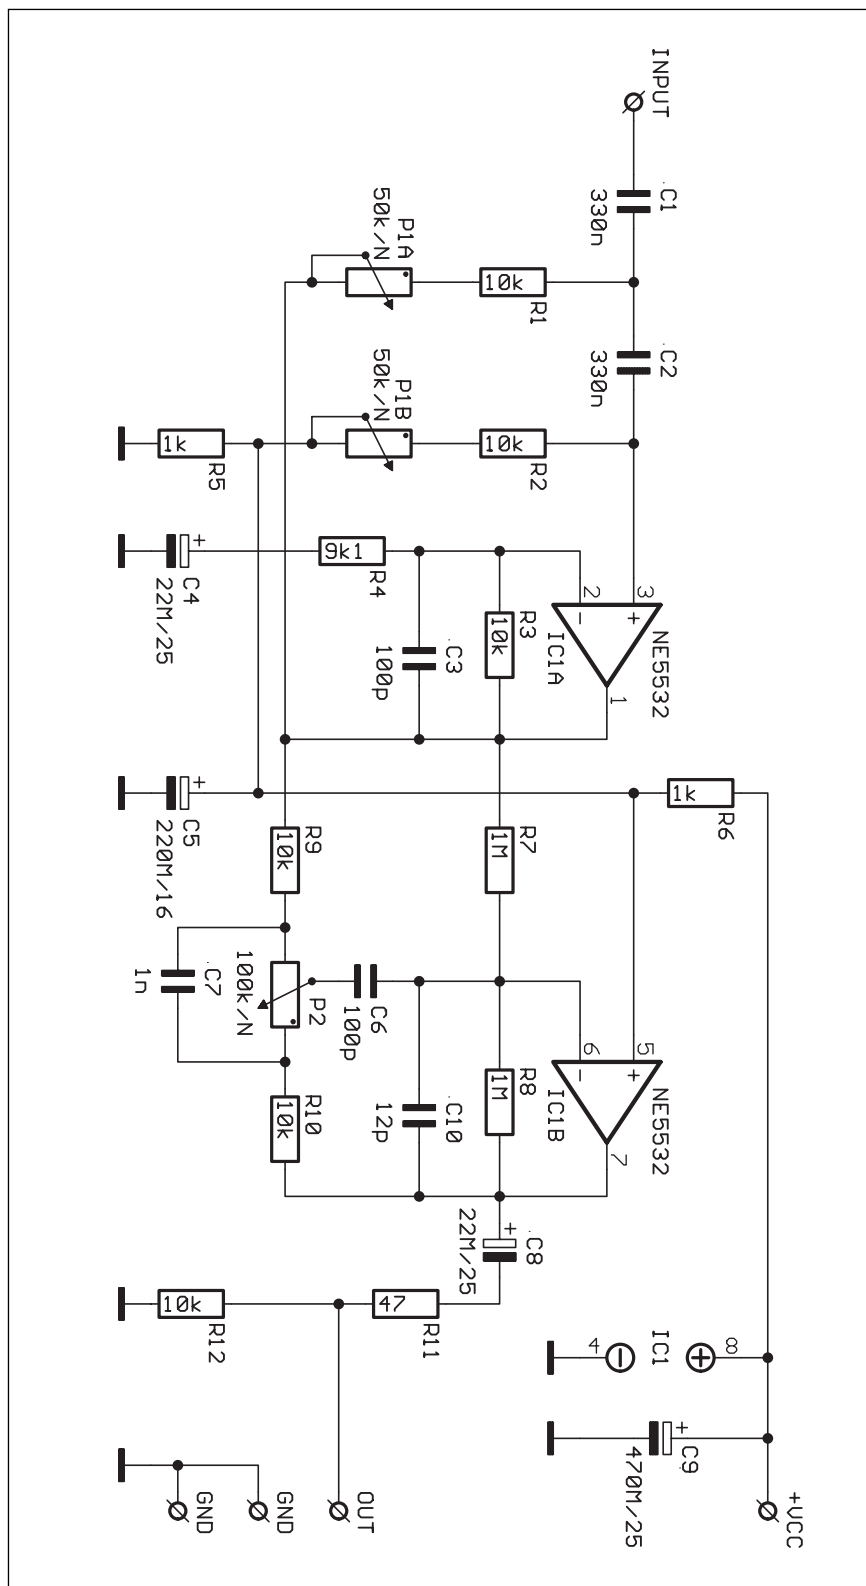 INPUT
C1
330n
P1A
50k/N
10k
R1
C2
330n
P1B
50k/N
10k
R2
1k
R5
C4
22M/25
9k1
R4
C3
100p
R3
10k
2
3
IC1A
NE5532
1
C5
220M/16
R9
10k
R7
1M
1k
R6
C7
1n
P2
100k/N
C6
100p
C10
12p
R10
10k
R8
1M
6
5
IC1B
NE5532
7
C8
22M/25
10k
R12
47
R11
4
IC1
8
C9
470M/25
GND
GND
OUT
+VCC